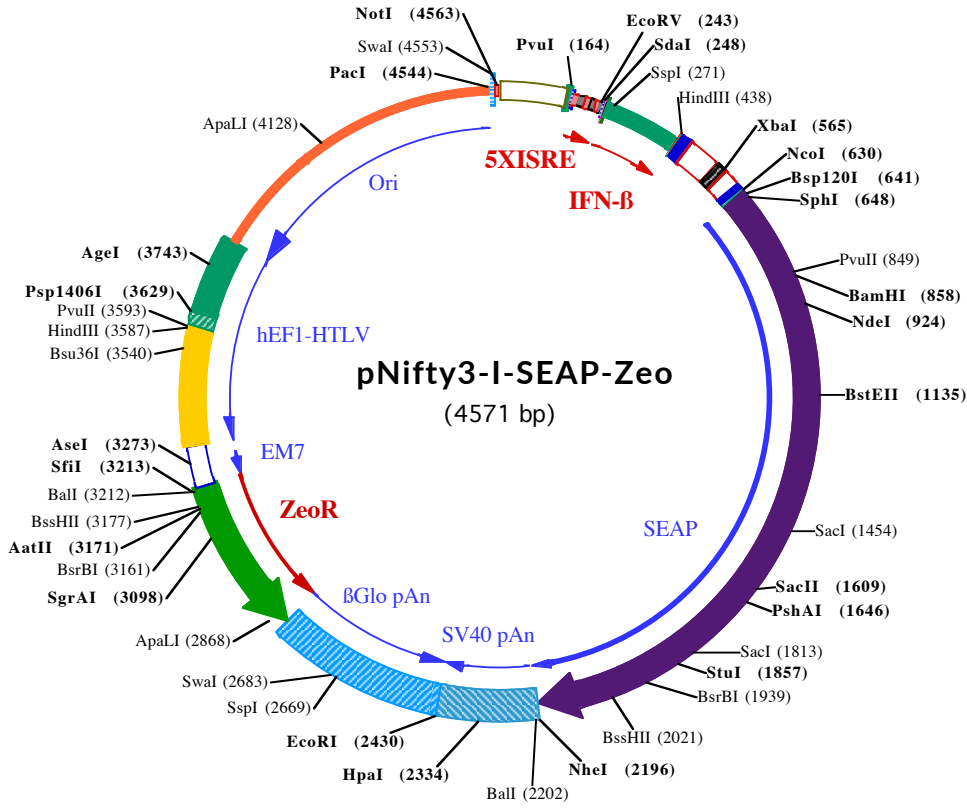 NotI (4563)
SwaI (4553)
PacI (4544)
PvuI (164)
EcoRV (243)
SdaI (248)
SspI (271)
HindIII (438)
XbaI (565)
NcoI (630)
Bsp120I (641)
SphI (648)
PvuII (849)
BamHI (858)
NdeI (924)
BstEII (1135)
SacI (1454)
SacII (1609)
PshAI (1646)
SacI (1813)
StuI (1857)
BsrBI (1939)
BssHII (2021)
NheI (2196)
BalI (2202)
HpaI (2334)
EcoRI (2430)
SspI (2669)
SwaI (2683)
ApaLI (2868)
SgrAI (3098)
BsrBI (3161)
AatII (3171)
BssHII (3177)
BalI (3212)
SfiI (3213)
AseI (3273)
Bsu36I (3540)
HindIII (3587)
PvuII (3593)
Psp1406I (3629)
AgeI (3743)
ApaLI (4128)
5XISRE
IFN-ß
Ori
hEF1-HTLV
pNifty3-I-SEAP-Zeo
(4571 bp)
EM7
ZeoR
SEAP
ßGlo pAn
SV40 pAn